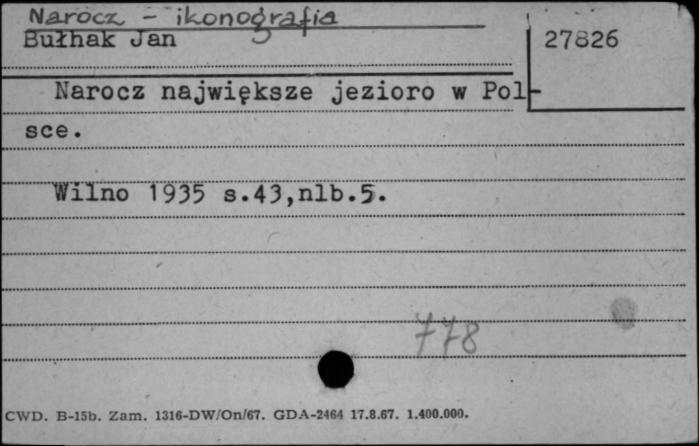 Narocz - ikonografia
Bułhak Jan
27826
Narocz największe jezioro w Pol-
sce.
Wilno 1935 s.43,nlb.5.
778
CWD. B-15b. Zam. 1316-DW/On/67. GDA-2464 17.8.67. 1.400.000.